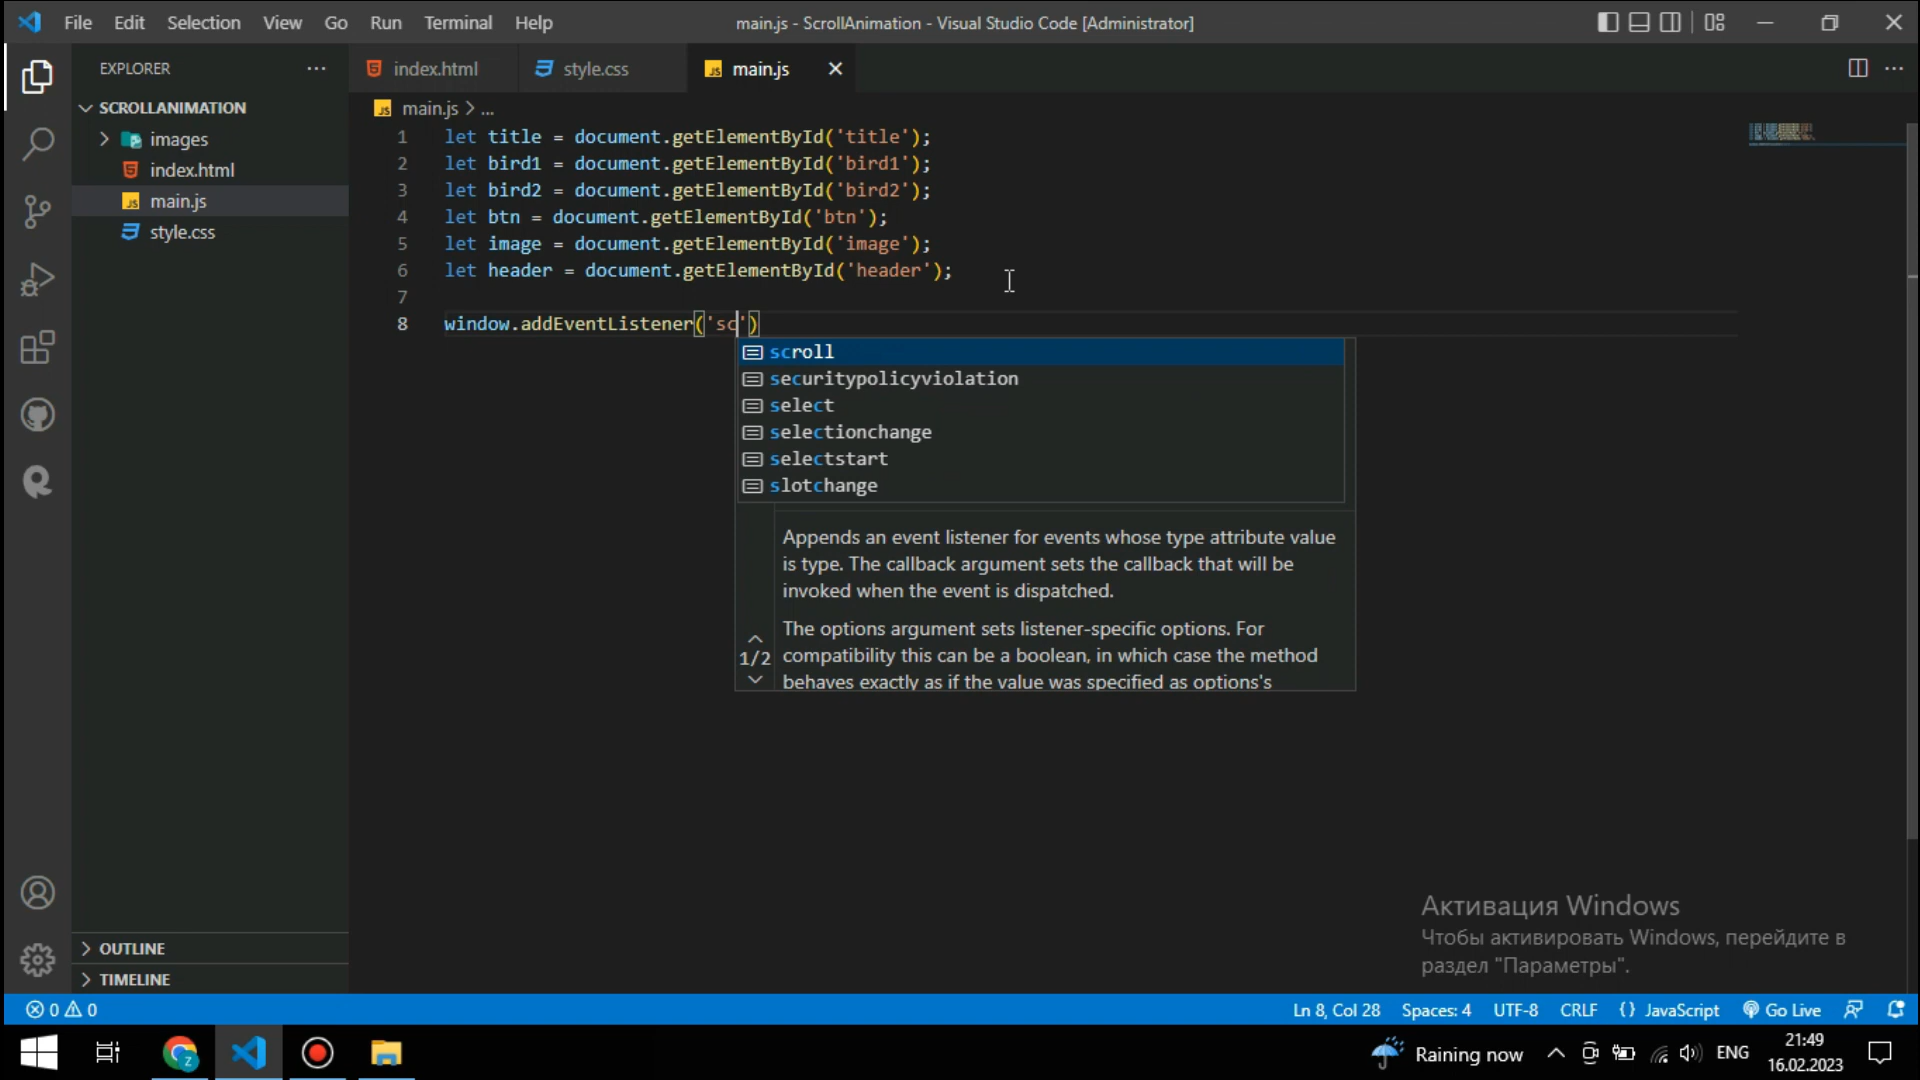 File Edit Selection View Go Run Terminal Help
main.js - ScrollAnimation - Visual Studio Code [Administrator]
EXPLORER
index.html
style.css
main.js
SCROLLANIMATION
images
index.html
main.js
style.css
main.js > ...
1 let title = document.getElementById('title');
2 let bird1 = document.getElementById('bird1');
3 let bird2 = document.getElementById('bird2');
4 let btn = document.getElementById('btn');
5 let image = document.getElementById('image');
6 let header = document.getElementById('header');
7
8 window.addEventListener('sc')
scroll
securitypolicyviolation
select
selectionchange
selectstart
slotchange
Appends an event listener for events whose type attribute value
is type. The callback argument sets the callback that will be
invoked when the event is dispatched.
The options argument sets listener-specific options. For
1/2 compatibility this can be a boolean, in which case the method
behaves exactly as if the value was specified as options's
Активация Windows
Чтобы активировать Windows, перейдите в
раздел "Параметры".
OUTLINE
TIMELINE
0 0
Ln 8, Col 28 Spaces: 4 UTF-8 CRLF {} JavaScript Go Live
Z
Raining now
ENG
21:49
16.02.2023